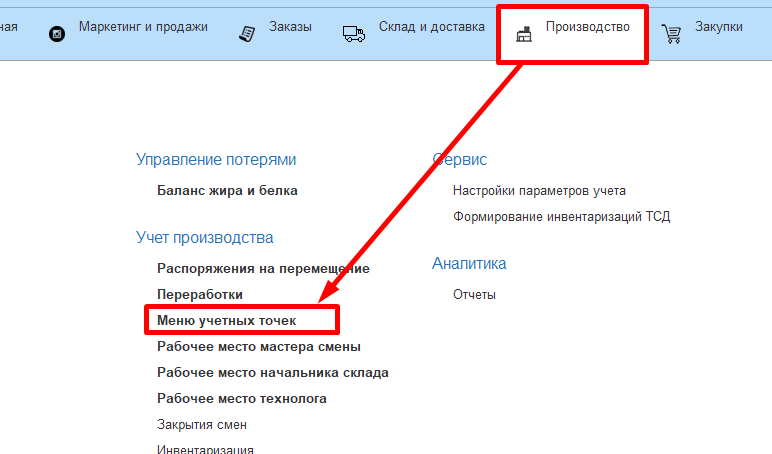 ная Маркетинг и продажи Заказы Склад и доставка Производство Закупки
Управление потерями
Баланс жира и белка
Учет производства
Распоряжения на перемещение
Переработки
Меню учетных точек
Рабочее место мастера смены
Рабочее место начальника склада
Рабочее место технолога
Закрытия смен
Инвентаризация
Сервис
Настройки параметров учета
Формирование инвентаризаций ТСД
Аналитика
Отчеты